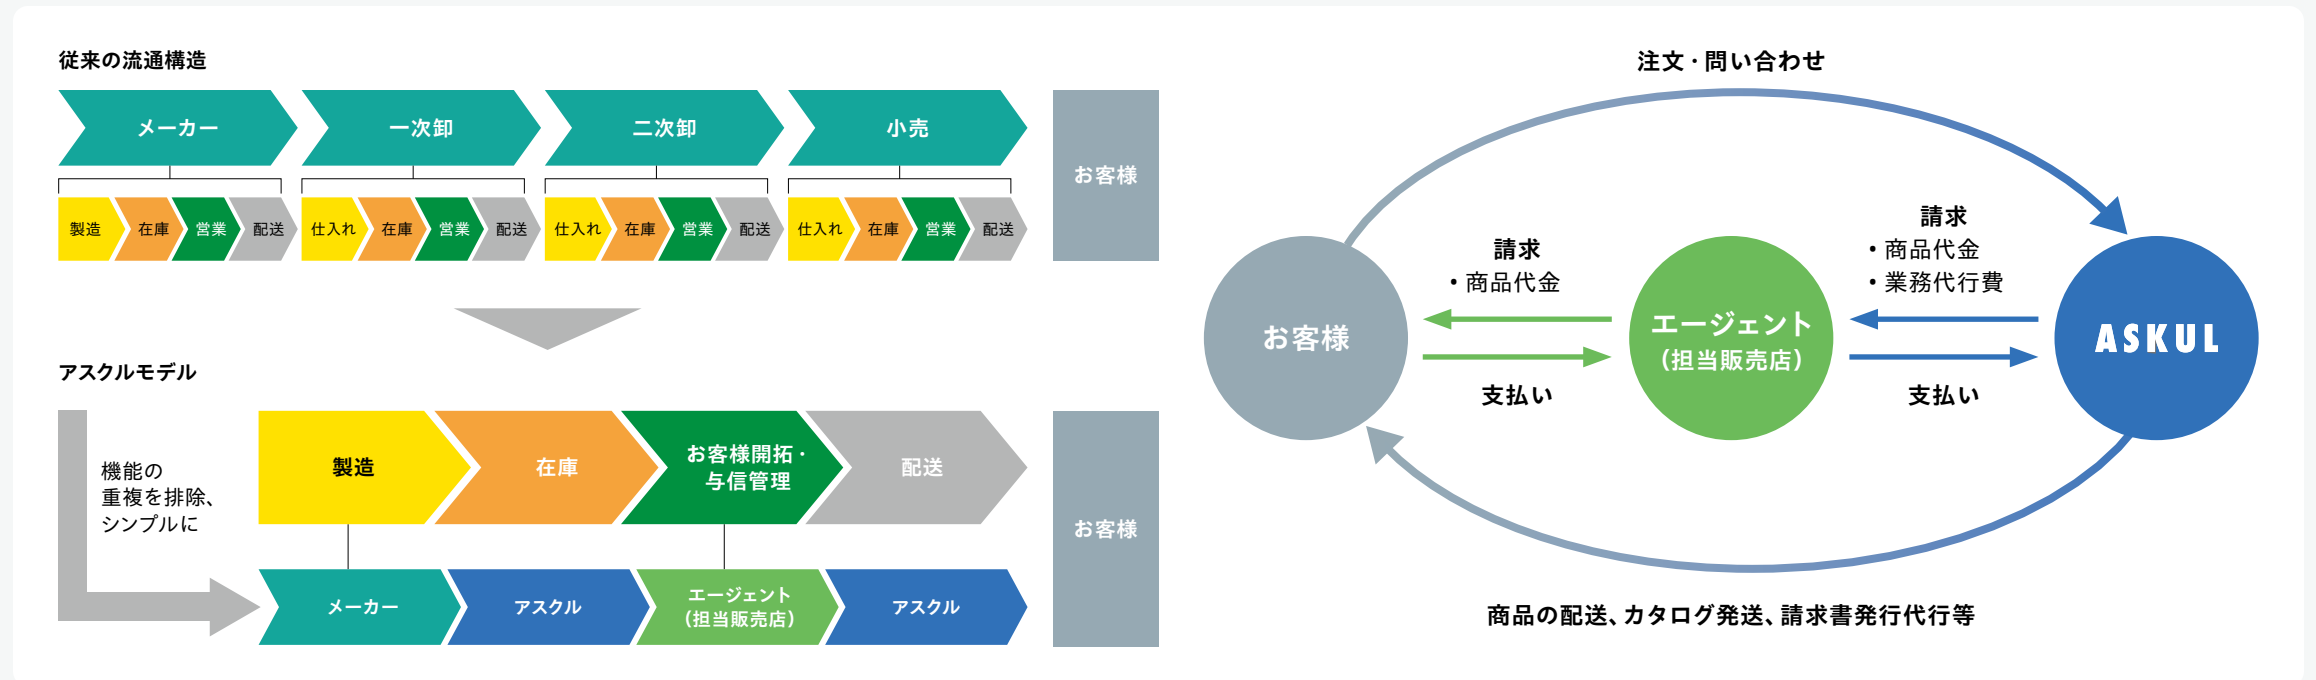 従来の流通構造
メーカー
一次卸
二次卸
小売
お客様
製造
在庫
営業
配送
仕入れ
在庫
営業
配送
仕入れ
在庫
営業
配送
仕入れ
在庫
営業
配送
アスクルモデル
機能の
重複を排除、
シンプルに
製造
在庫
お客様開拓・
与信管理
配送
お客様
メーカー
アスクル
エージェント
（担当販売店）
アスクル
注文・問い合わせ
請求
・商品代金
請求
・商品代金
・業務代行費
お客様
エージェント
（担当販売店）
ASKUL
支払い
支払い
商品の配送、カタログ発送、請求書発行代行等